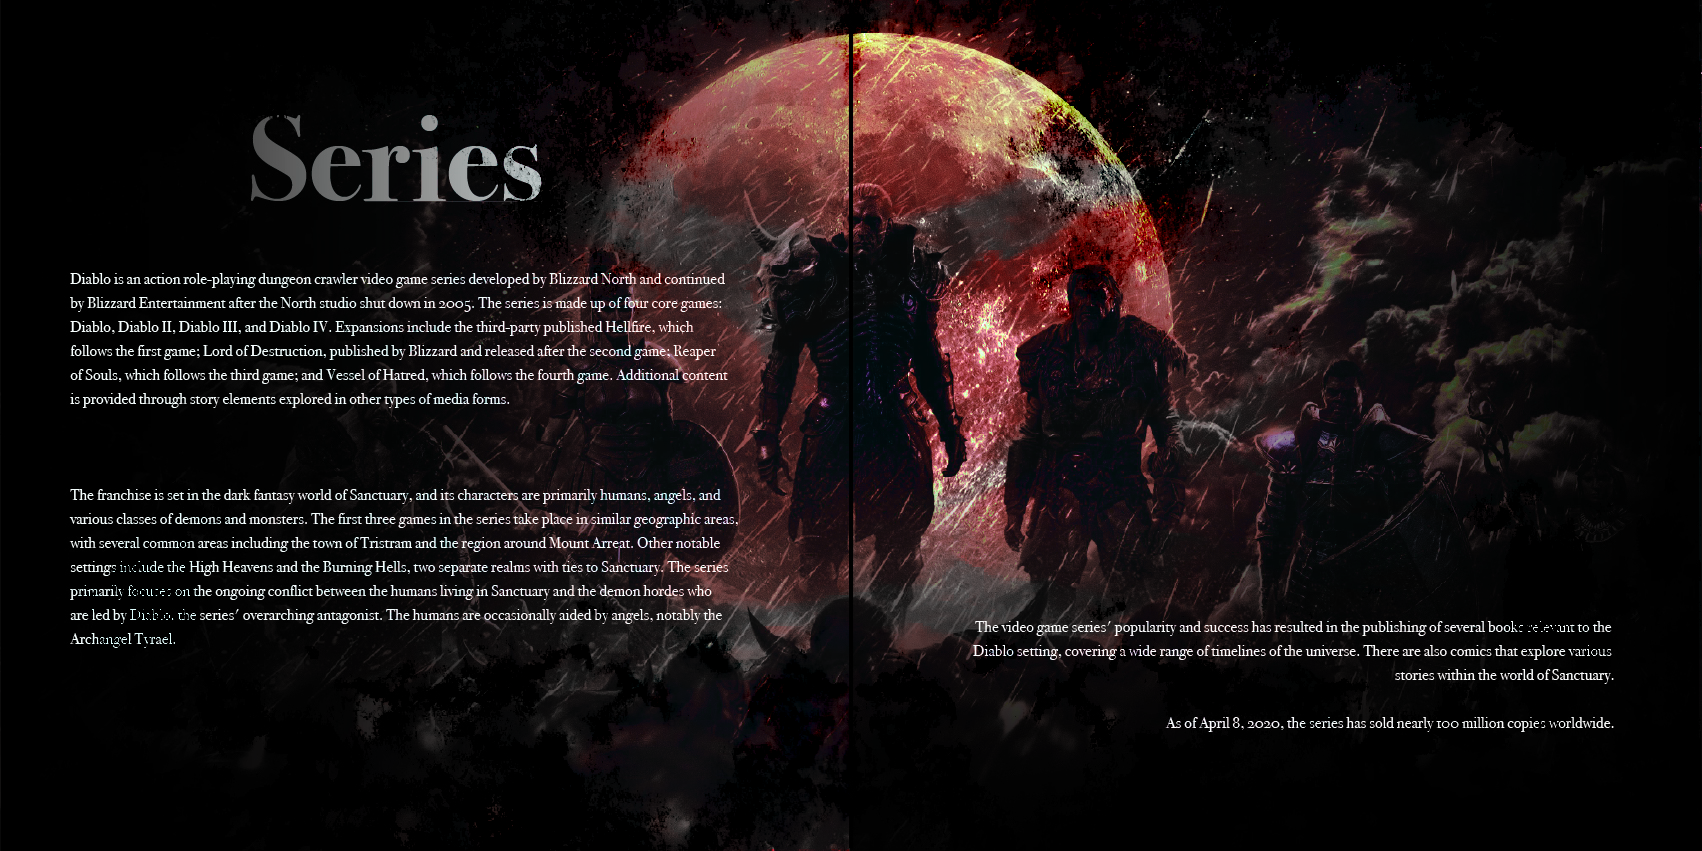 Series
Diablo is an action role-playing dungeon crawler video game series developed by Blizzard North and continued
by Blizzard Entertainment after the North studio shut down in 2005. The series is made up of four core games:
Diablo, Diablo II, Diablo III, and Diablo IV. Expansions include the third-party published Hellfire, which
follows the first game; Lord of Destruction, published by Blizzard and released after the second game; Reaper
of Souls, which follows the third game; and Vessel of Hatred, which follows the fourth game. Additional content
is provided through story elements explored in other types of media forms.
The franchise is set in the dark fantasy world of Sanctuary, and its characters are primarily humans, angels, and
various classes of demons and monsters. The first three games in the series take place in similar geographic areas,
with several common areas including the town of Tristram and the region around Mount Arreat. Other notable
settings include the High Heavens and the Burning Hells, two separate realms with ties to Sanctuary. The series
primarily focuses on the ongoing conflict between the humans living in Sanctuary and the demon hordes who
are led by Diablo, the series' overarching antagonist. The humans are occasionally aided by angels, notably the
Archangel Tyrael.
The video game series' popularity and success has resulted in the publishing of several books relevant to the
Diablo setting, covering a wide range of timelines of the universe. There are also comics that explore various
stories within the world of Sanctuary.
As of April 8, 2020, the series has sold nearly 100 million copies worldwide.